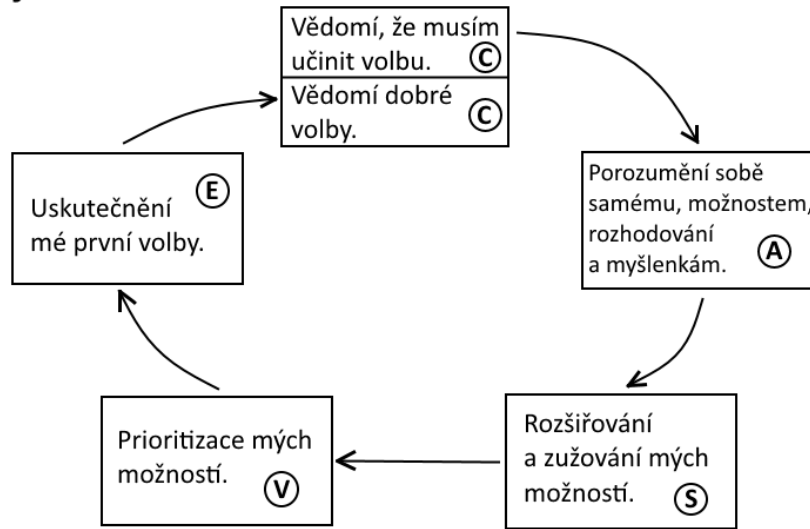 Vědomí, že musím
učinit volbu. C
Vědomí dobré
volby. C
Porozumění sobě
samému, možnostem,
rozhodování
a myšlenkám. A
Rozšiřování
a zužování mých
možností. S
Prioritizace mých
možností. V
Uskutečnění E
mé první volby.